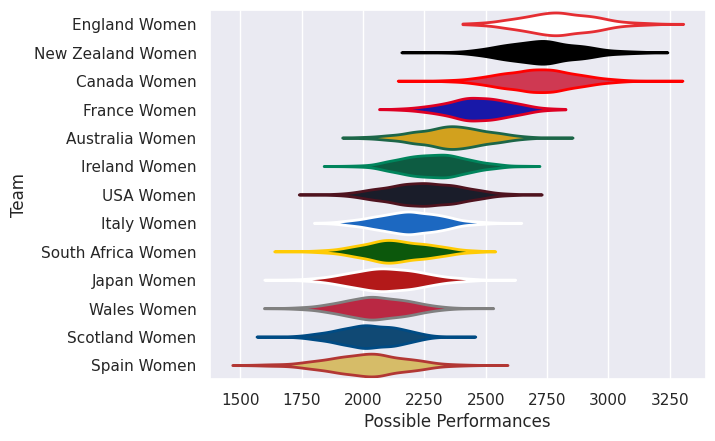 England Women
New Zealand Women
Canada Women
France Women
Australia Women
Ireland Women
USA Women
Italy Women
South Africa Women
Japan Women
Wales Women
Scotland Women
Spain Women
Team
1500 1750 2000 2250 2500 2750 3000 3250
Possible Performances